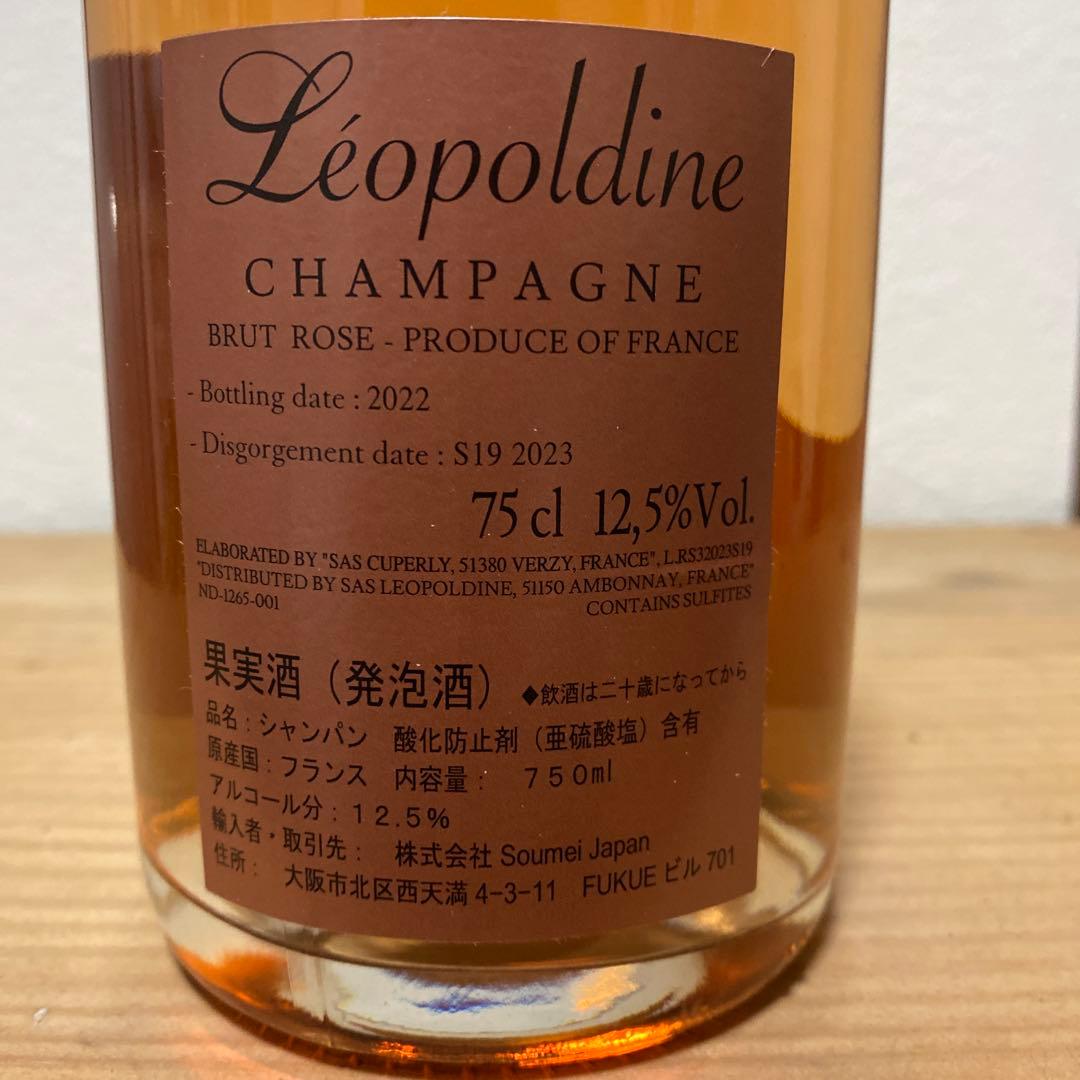 Léopoldine
CHAMPAGNE
BRUT ROSE - PRODUCE OF FRANCE
- Bottling date : 2022
- Disgorgement date : S19 2023
75 cl 12,5%Vol.
ELABORATED BY "SAS CUPERLY, 51380 VERZY, FRANCE", L.RS32023S19
"DISTRIBUTED BY SAS LEOPOLDINE, 51150 AMBONNAY, FRANCE"
ND-1265-001 CONTAINS SULFITES
果実酒（発泡酒） ◆飲酒は二十歳になってから
品名：シャンパン 酸化防止剤（亜硫酸塩）含有
原産国：フランス 内容量： 750ml
アルコール分：12.5%
輸入者・取引先： 株式会社 Soumei Japan
住所： 大阪市北区西天満 4-3-11 FUKUE ビル 701